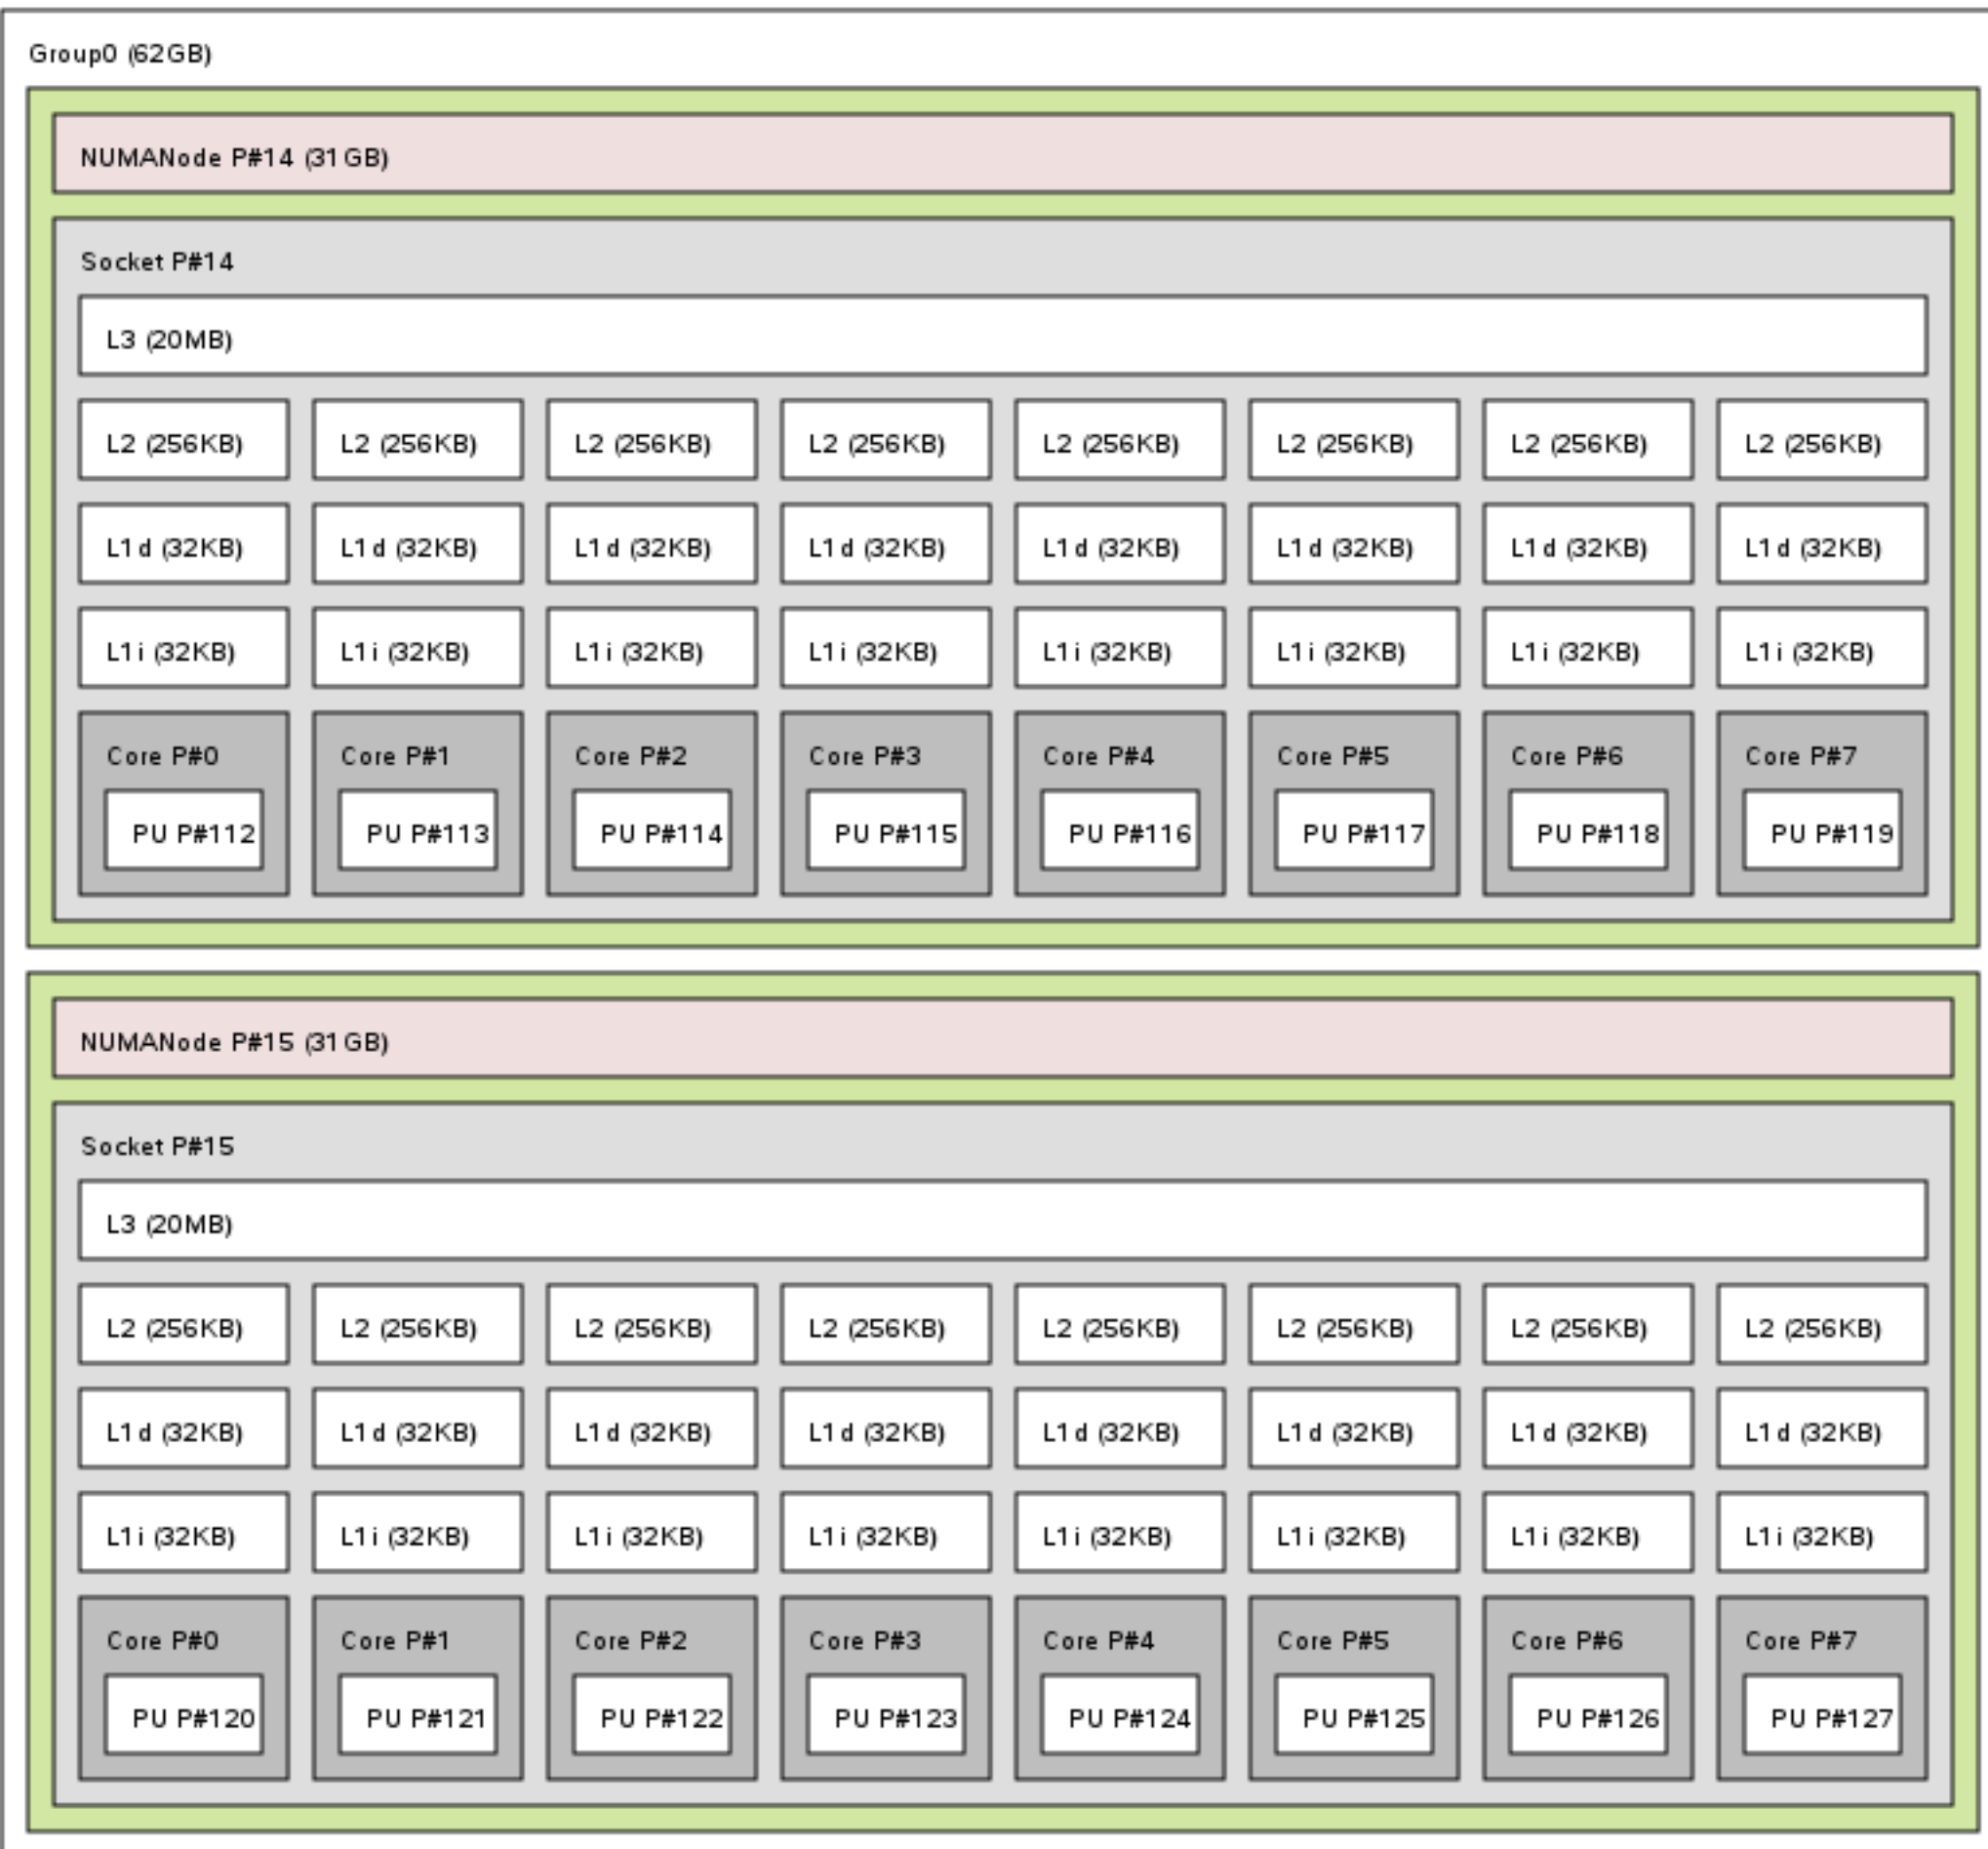 Group0 (62GB)
NUMANode P#14 (31GB)
Socket P#14
L3 (20MB)
L2 (256KB) L2 (256KB) L2 (256KB) L2 (256KB) L2 (256KB) L2 (256KB) L2 (256KB) L2 (256KB)
L1d (32KB) L1d (32KB) L1d (32KB) L1d (32KB) L1d (32KB) L1d (32KB) L1d (32KB) L1d (32KB)
L1i (32KB) L1i (32KB) L1i (32KB) L1i (32KB) L1i (32KB) L1i (32KB) L1i (32KB) L1i (32KB)
Core P#0 Core P#1 Core P#2 Core P#3 Core P#4 Core P#5 Core P#6 Core P#7
PU P#112 PU P#113 PU P#114 PU P#115 PU P#116 PU P#117 PU P#118 PU P#119
NUMANode P#15 (31GB)
Socket P#15
L3 (20MB)
L2 (256KB) L2 (256KB) L2 (256KB) L2 (256KB) L2 (256KB) L2 (256KB) L2 (256KB) L2 (256KB)
L1d (32KB) L1d (32KB) L1d (32KB) L1d (32KB) L1d (32KB) L1d (32KB) L1d (32KB) L1d (32KB)
L1i (32KB) L1i (32KB) L1i (32KB) L1i (32KB) L1i (32KB) L1i (32KB) L1i (32KB) L1i (32KB)
Core P#0 Core P#1 Core P#2 Core P#3 Core P#4 Core P#5 Core P#6 Core P#7
PU P#120 PU P#121 PU P#122 PU P#123 PU P#124 PU P#125 PU P#126 PU P#127